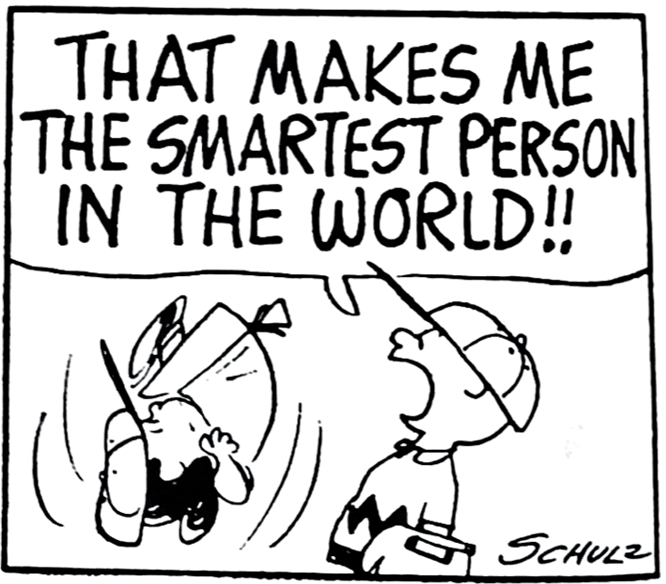 THAT MAKES ME
THE SMARTEST PERSON
IN THE WORLD!!
SCHULZ